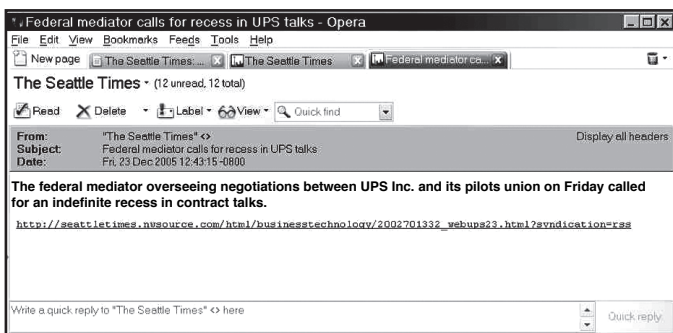 Federal mediator calls for recess in UPS talks - Opera
File Edit View Bookmarks Feeds Tools Help
New page The Seattle Times: ... The Seattle Times Federal mediator ca...
The Seattle Times (12 unread, 12 total)
Read Delete Label View Quick find
From: "The Seattle Times" <> Display all headers
Subject: Federal mediator calls for recess in UPS talks
Date: Fri, 23 Dec 2005 12:43:15 -0800
The federal mediator overseeing negotiations between UPS Inc. and its pilots union on Friday called
for an indefinite recess in contract talks.
http://seattletimes.nwsource.com/html/businesstechnology/2002701332_webups23.html?syndication=rss
Write a quick reply to "The Seattle Times" <> here Quick reply